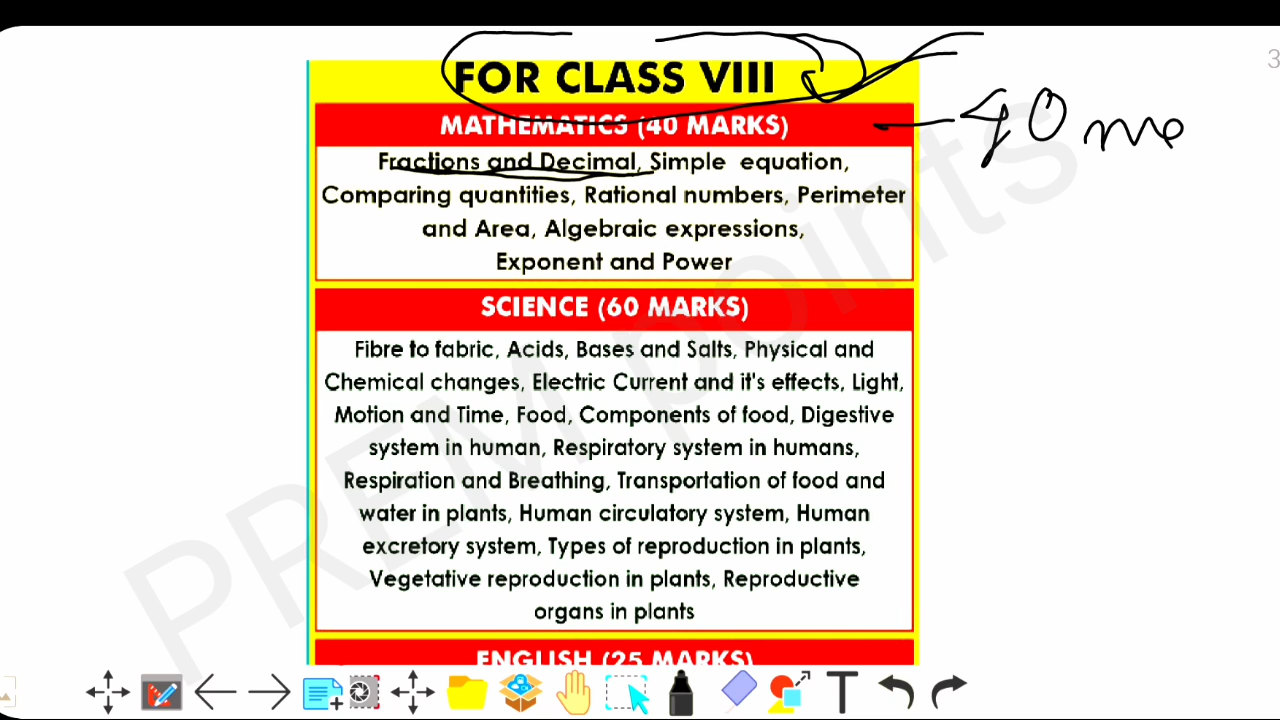 FOR CLASS VIII
MATHEMATICS (40 MARKS)
40
Fractions and Decimal, Simple equation,
Comparing quantities, Rational numbers, Perimeter
and Area, Algebraic expressions,
Exponent and Power
SCIENCE (60 MARKS)
Fibre to fabric, Acids, Bases and Salts, Physical and
Chemical changes, Electric Current and it's effects, Light,
Motion and Time, Food, Components of food, Digestive
system in human, Respiratory system in humans,
Respiration and Breathing, Transportation of food and
water in plants, Human circulatory system, Human
excretory system, Types of reproduction in plants,
Vegetative reproduction in plants, Reproductive
organs in plants
ENGLISH (25 MARKS)
PREM points
3
T